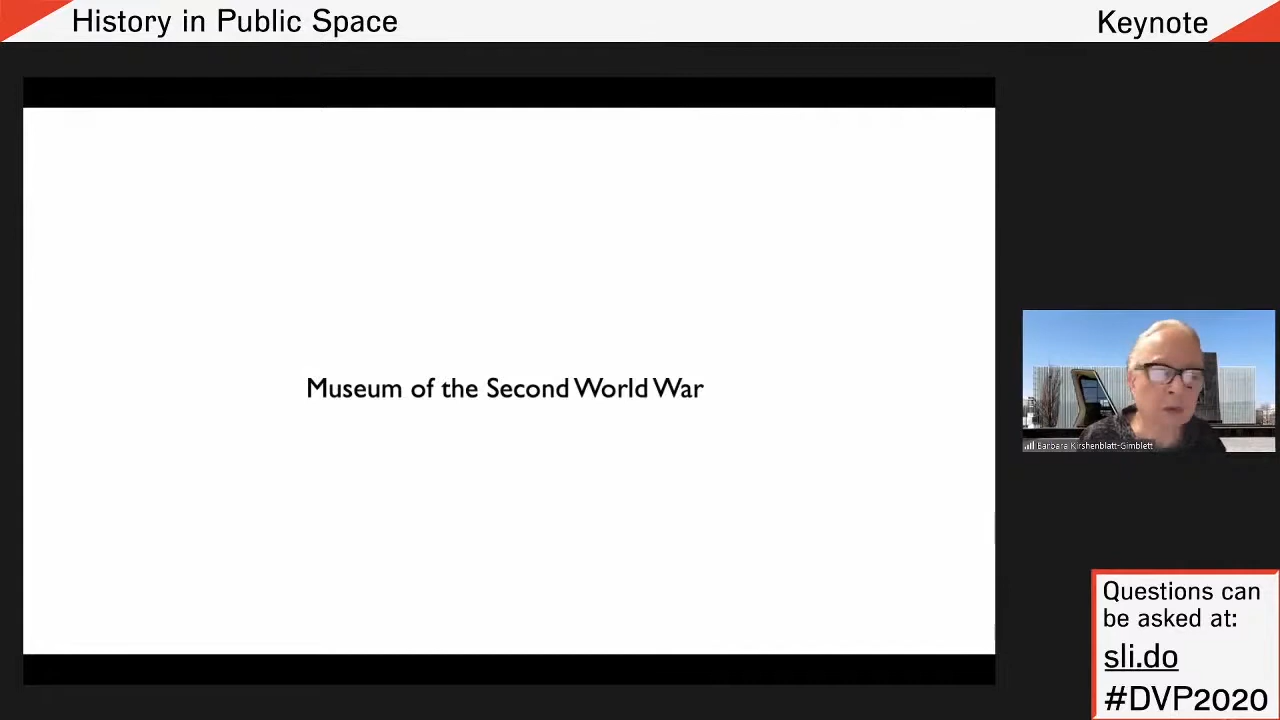 History in Public Space
Keynote
Museum of the Second World War
Barbara Kirshenblatt-Gimblett
Questions can
be asked at:
sli.do
#DVP2020